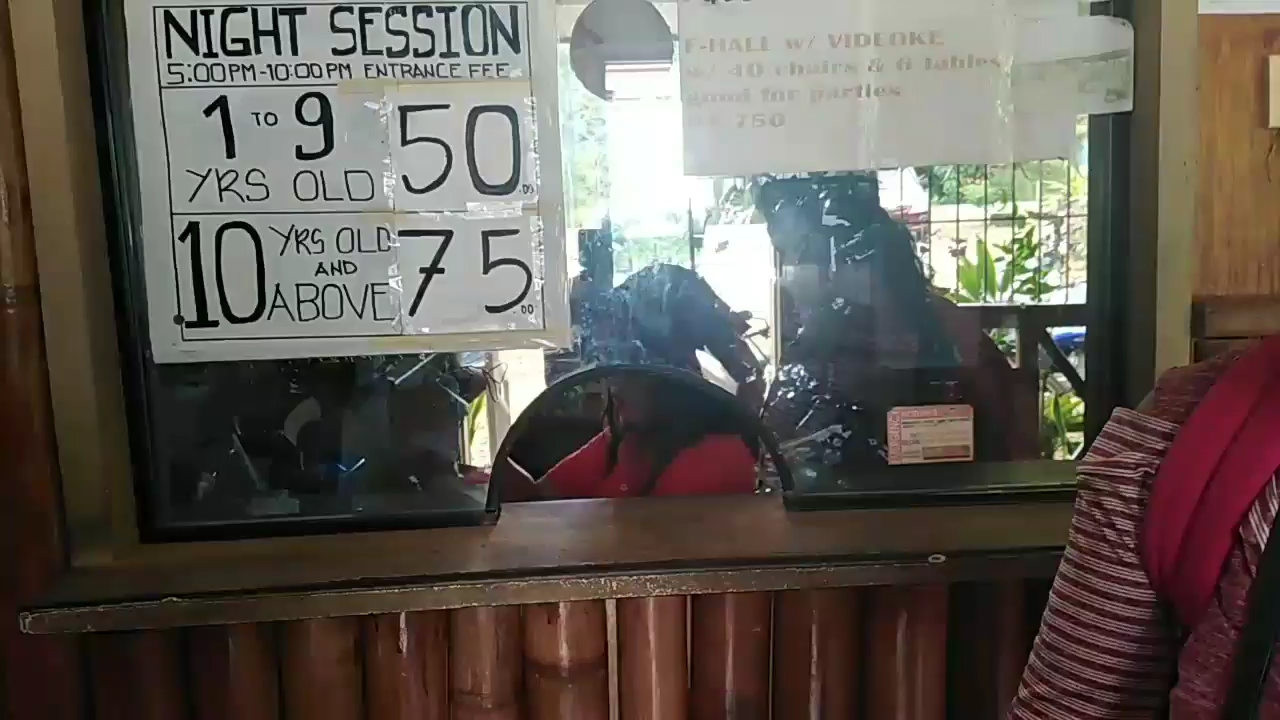 NIGHT SESSION
5:00PM-10:00PM ENTRANCE FEE
1 TO 9
YRS OLD
50.00
10 YRS OLD
AND
ABOVE
75.00
F-HALL w/ VIDEOKE
w/ 40 chairs & 6 tables
good for parties
750